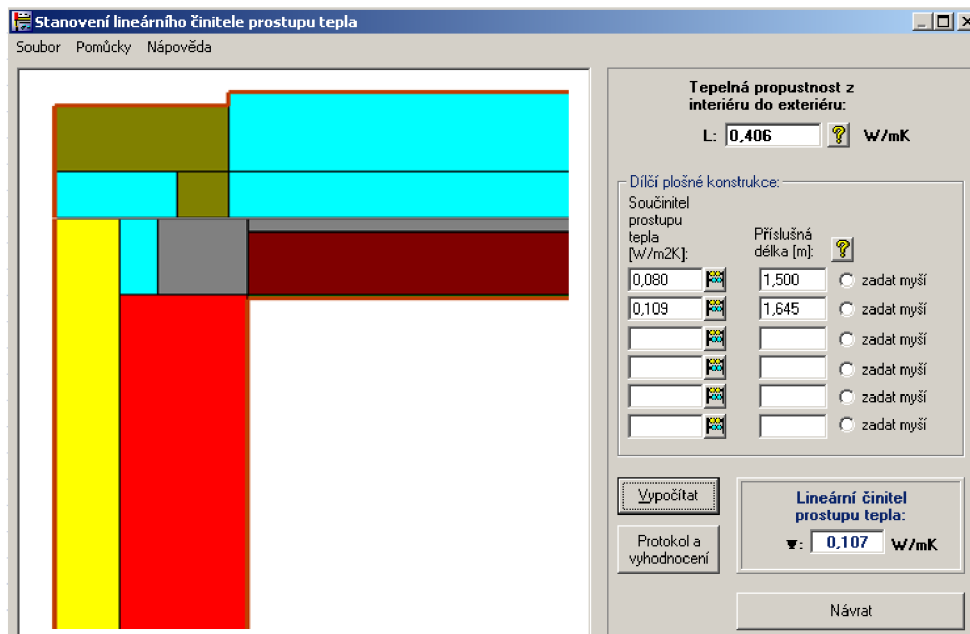 Stanovení lineárního činitele prostupu tepla
Soubor Pomůcky Nápověda
Tepelná propustnost z
interiéru do exteriéru:
L: 0,406 ? W/mK
Dílčí plošné konstrukce:
Součinitel
prostupu
tepla
[W/m2K]:
Příslušná
délka [m]: ?
0,080 1,500 zadat myší
0,109 1,645 zadat myší
zadat myší
zadat myší
zadat myší
zadat myší
Vypočítat
Protokol a
vyhodnocení
Lineární činitel
prostupu tepla:
Ψ: 0,107 W/mK
Návrat